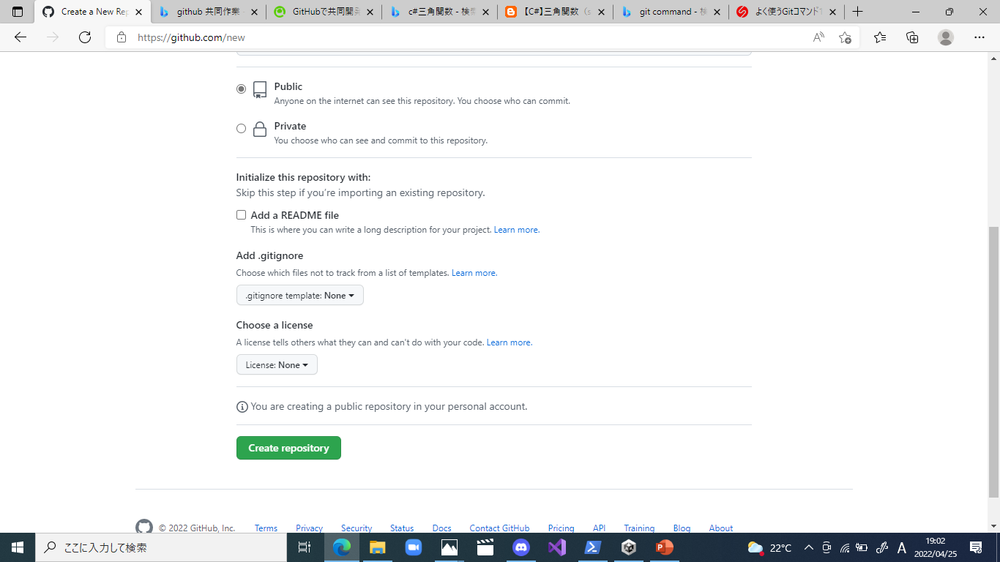 Create a New Rep
github 共同作業 -
GitHubで共同開発
c#三角関数 - 検索
【C#】三角関数（s
git command - 検
よく使うGitコマンド1
https://github.com/new
Public
Anyone on the internet can see this repository. You choose who can commit.
Private
You choose who can see and commit to this repository.
Initialize this repository with:
Skip this step if you're importing an existing repository.
Add a README file
This is where you can write a long description for your project. Learn more.
Add .gitignore
Choose which files not to track from a list of templates. Learn more.
.gitignore template: None
Choose a license
A license tells others what they can and can't do with your code. Learn more.
License: None
You are creating a public repository in your personal account.
Create repository
© 2022 GitHub, Inc. Terms Privacy Security Status Docs Contact GitHub Pricing API Training Blog About
ここに入力して検索
22°C
A
19:02
2022/04/25